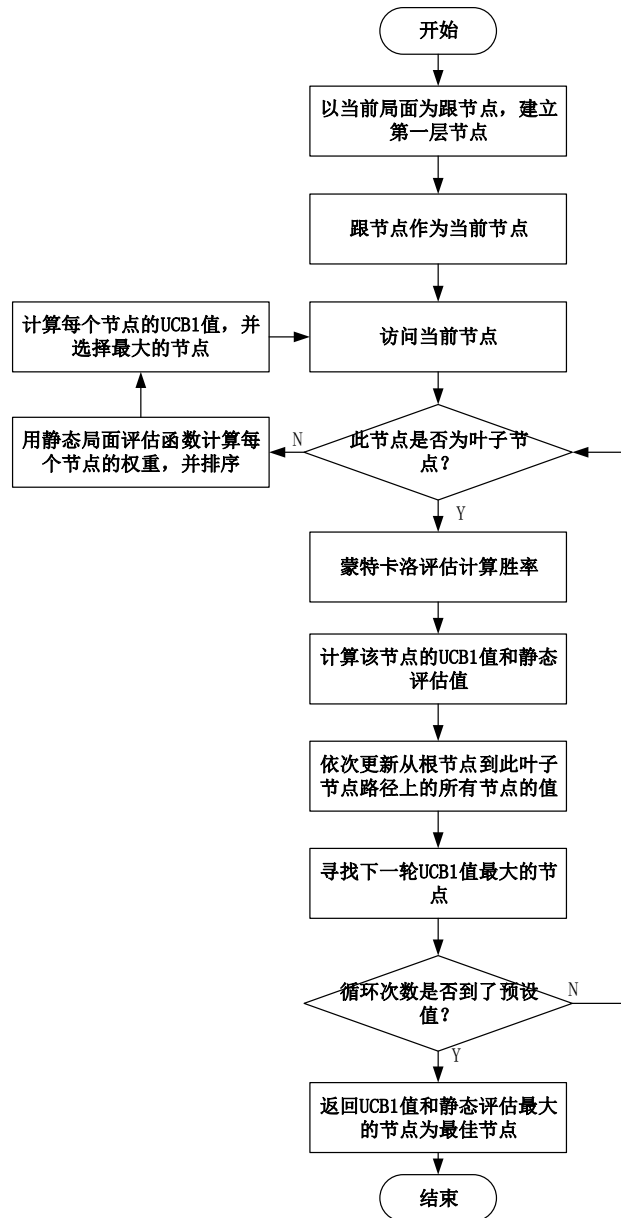 开始
以当前局面为跟节点，建立
第一层节点
跟节点作为当前节点
计算每个节点的UCB1值，并
选择最大的节点
访问当前节点
用静态局面评估函数计算每
个节点的权重，并排序
N
此节点是否为叶子节
点？
Y
蒙特卡洛评估计算胜率
计算该节点的UCB1值和静态
评估值
依次更新从根节点到此叶子
节点路径上的所有节点的值
寻找下一轮UCB1值最大的节
点
循环次数是否到了预设
值？
N
Y
返回UCB1值和静态评估最大
的节点为最佳节点
结束